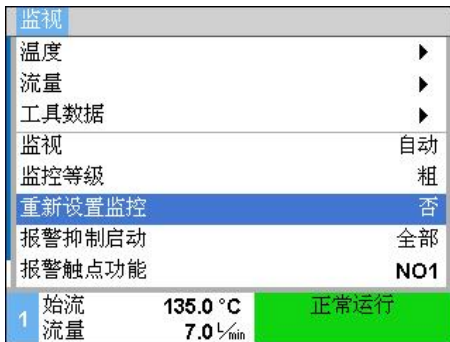 监视
温度
流量
工具数据
监视 自动
监控等级 粗
重新设置监控 否
报警抑制启动 全部
报警触点功能 NO1
1 始流 135.0 °C 正常运行
流量 7.0 L/min